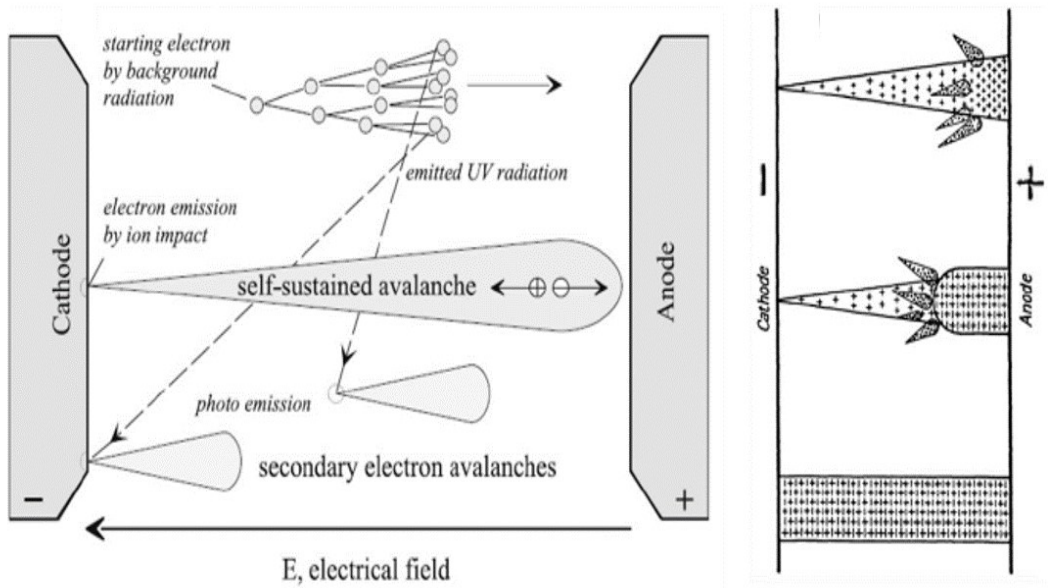 starting electron
by background
radiation
emitted UV radiation
electron emission
by ion impact
Cathode
self-sustained avalanche
⊕ ⊖
Anode
photo emission
secondary electron avalanches
−
+
E, electrical field
−
+
Cathode
Anode